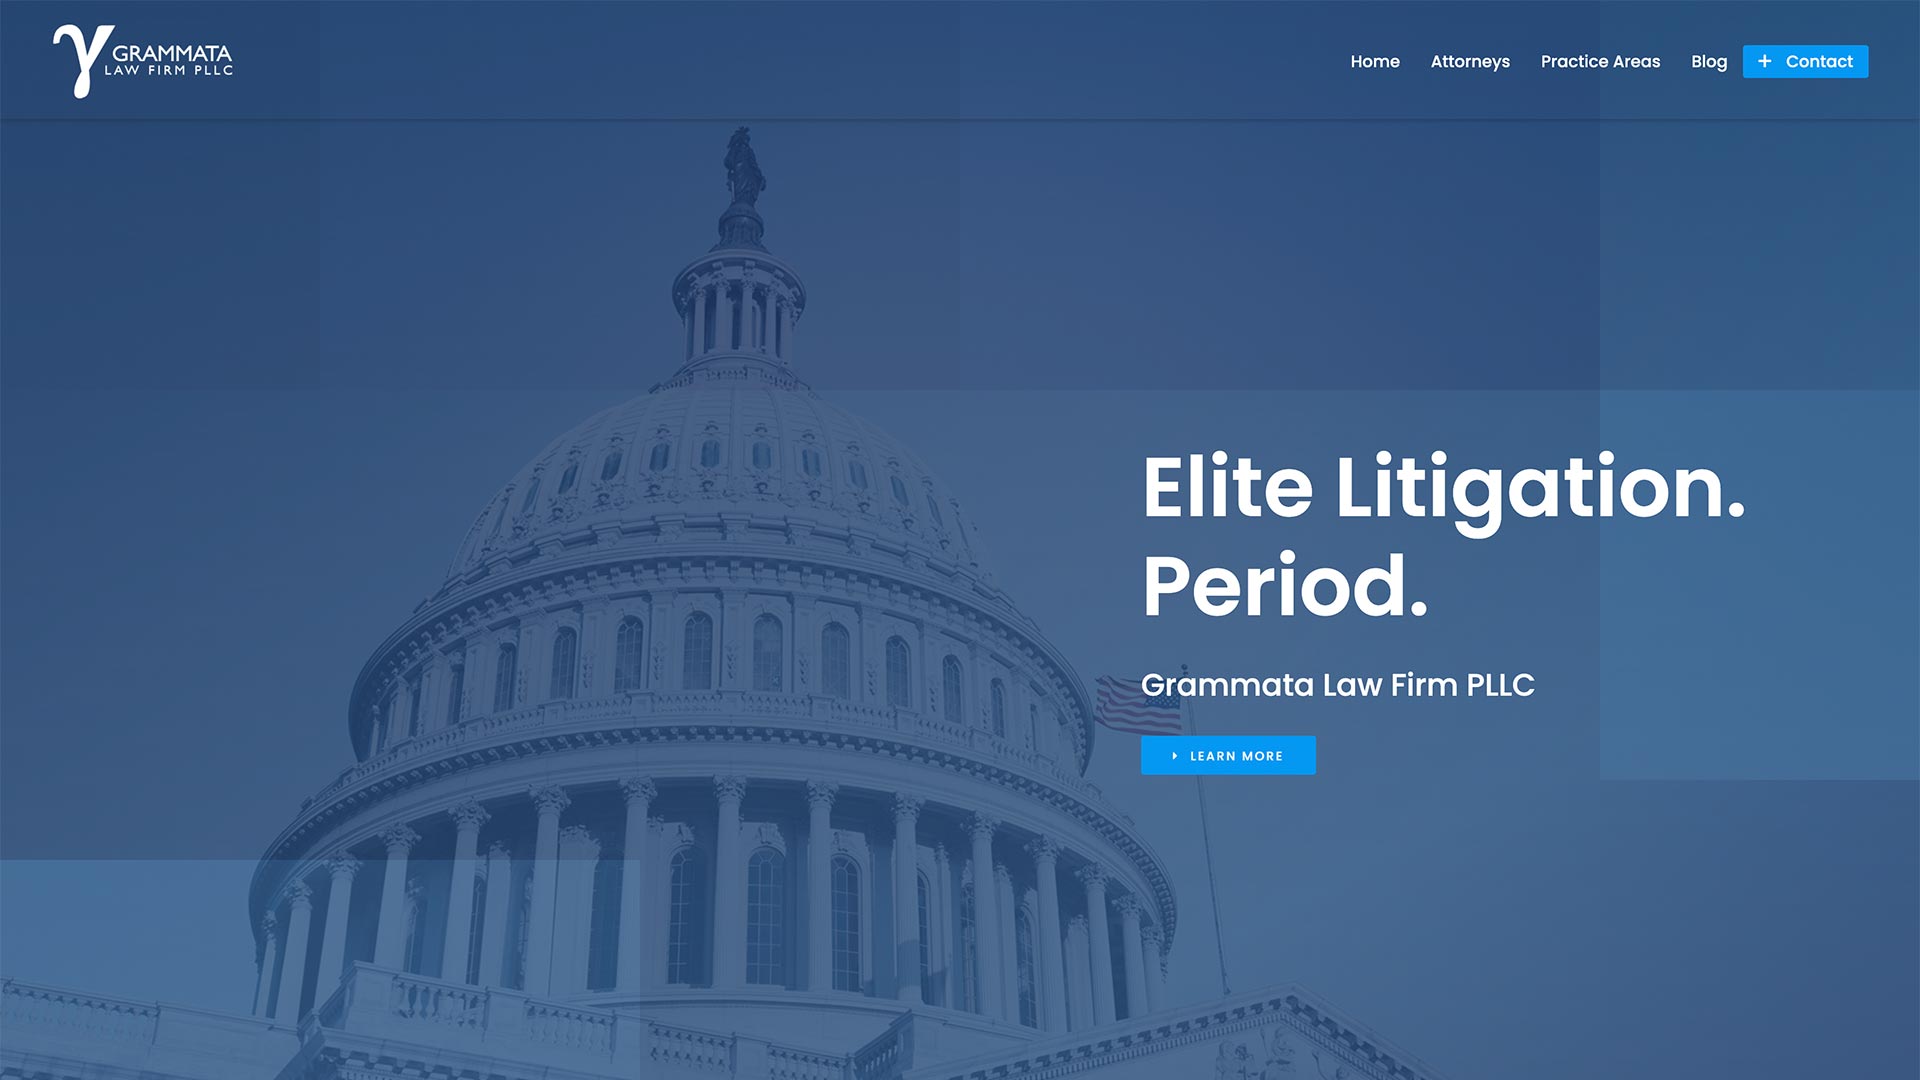 γ GRAMMATA
LAW FIRM PLLC
Home Attorneys Practice Areas Blog + Contact
Elite Litigation.
Period.
Grammata Law Firm PLLC
LEARN MORE